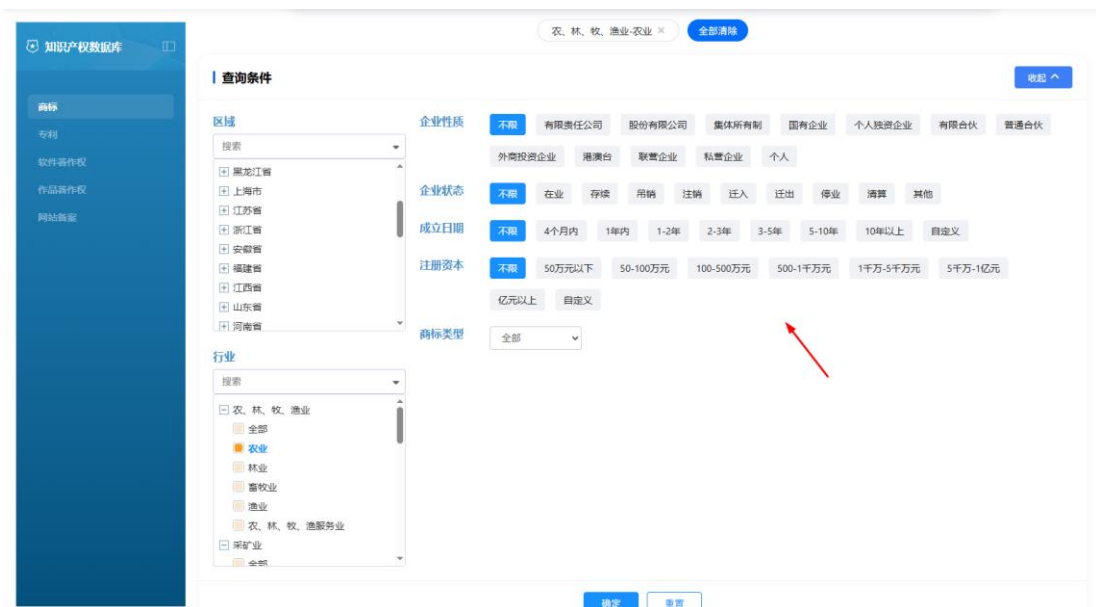 农、林、牧、渔业-农业 ×
全部清除
知识产权数据库
商标
专利
软件著作权
作品著作权
网站备案
查询条件
收起
区域
搜索
黑龙江省
上海市
江苏省
浙江省
安徽省
福建省
江西省
山东省
河南省
行业
搜索
农、林、牧、渔业
全部
农业
林业
畜牧业
渔业
农、林、牧、渔服务业
采矿业
全部
企业性质
不限 有限责任公司 股份有限公司 集体所有制 国有企业 个人独资企业 有限合伙 普通合伙
外商投资企业 港澳台 联营企业 私营企业 个人
企业状态
不限 在业 存续 吊销 注销 迁入 迁出 停业 清算 其他
成立日期
不限 4个月内 1年内 1-2年 2-3年 3-5年 5-10年 10年以上 自定义
注册资本
不限 50万元以下 50-100万元 100-500万元 500-1千万元 1千万-5千万元 5千万-1亿元
亿元以上 自定义
商标类型
全部
确定 重置